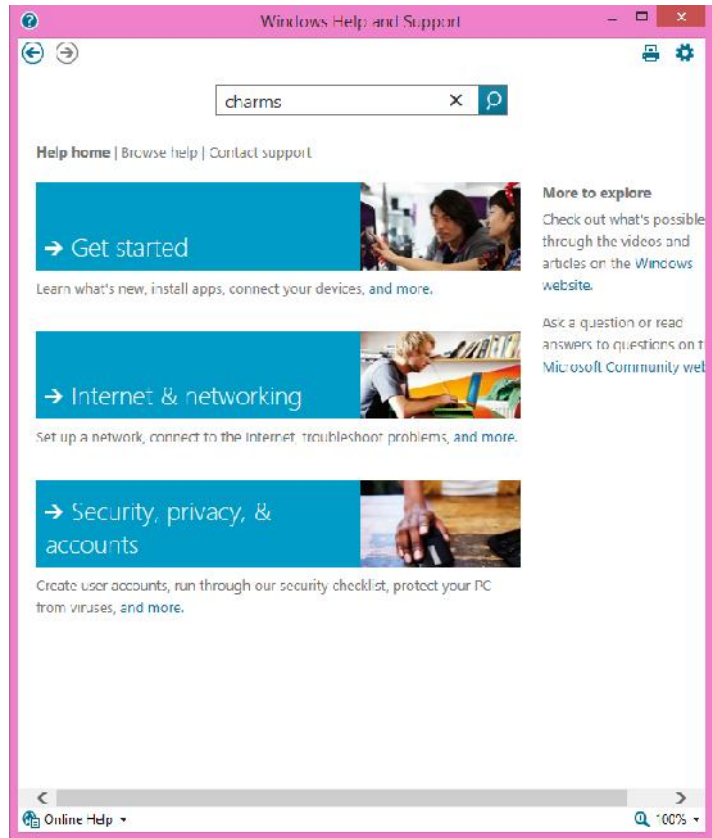 Windows Help and Support
charms
Help home | Browse help | Contact support
→ Get started
Learn what's new, install apps, connect your devices, and more.
→ Internet & networking
Set up a network, connect to the Internet, troubleshoot problems, and more.
→ Security, privacy, &
accounts
Create user accounts, run through our security checklist, protect your PC
from viruses, and more.
More to explore
Check out what's possible
through the videos and
articles on the Windows
website.
Ask a question or read
answers to questions on t
Microsoft Community wel
Online Help
100%